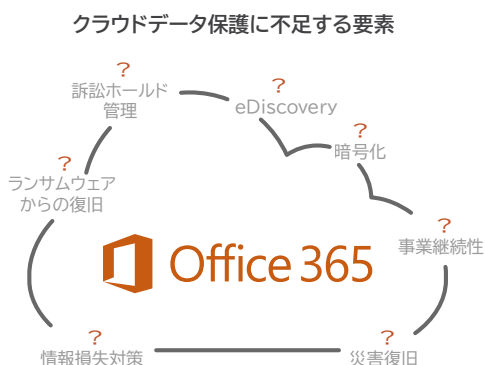 クラウドデータ保護に不足する要素
?
訴訟ホールド
管理
?
eDiscovery
?
暗号化
?
ランサムウェア
からの復旧
?
事業継続性
Office 365
?
情報損失対策
?
災害復旧